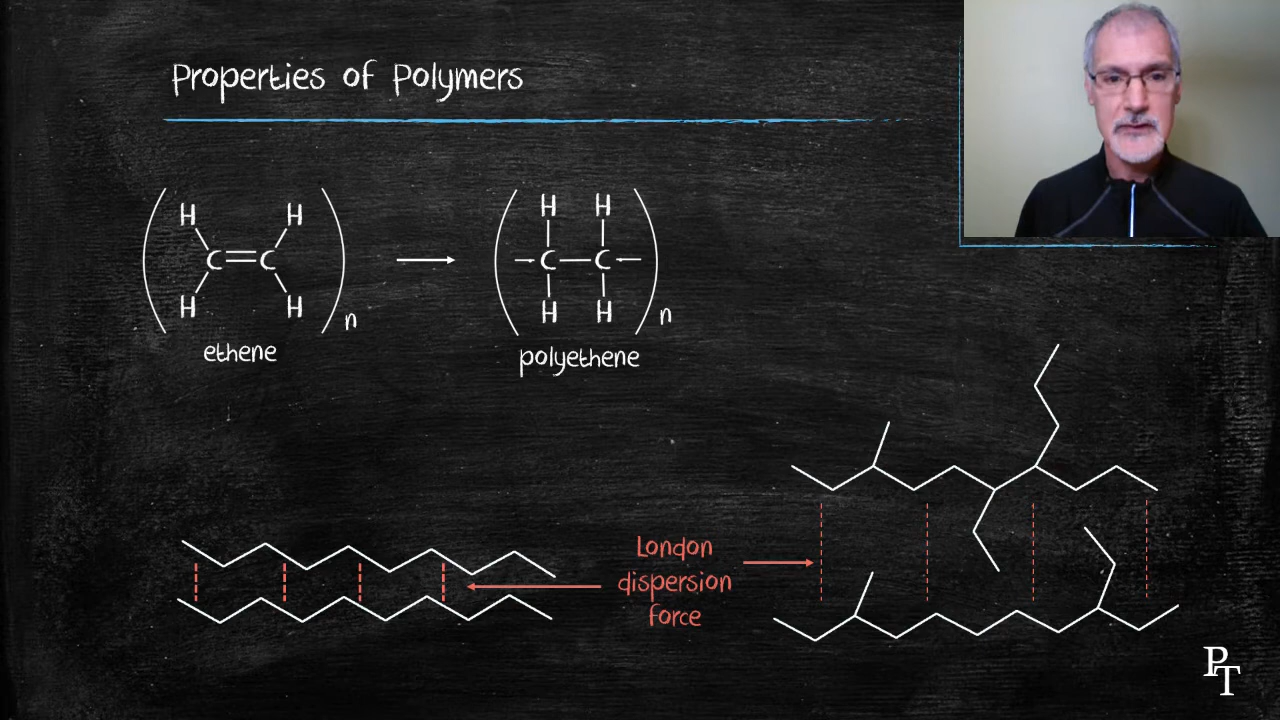 Properties of Polymers
H H H H
C=C → -C-C-
H H n H H n
ethene polyethene
London
dispersion
force
PT